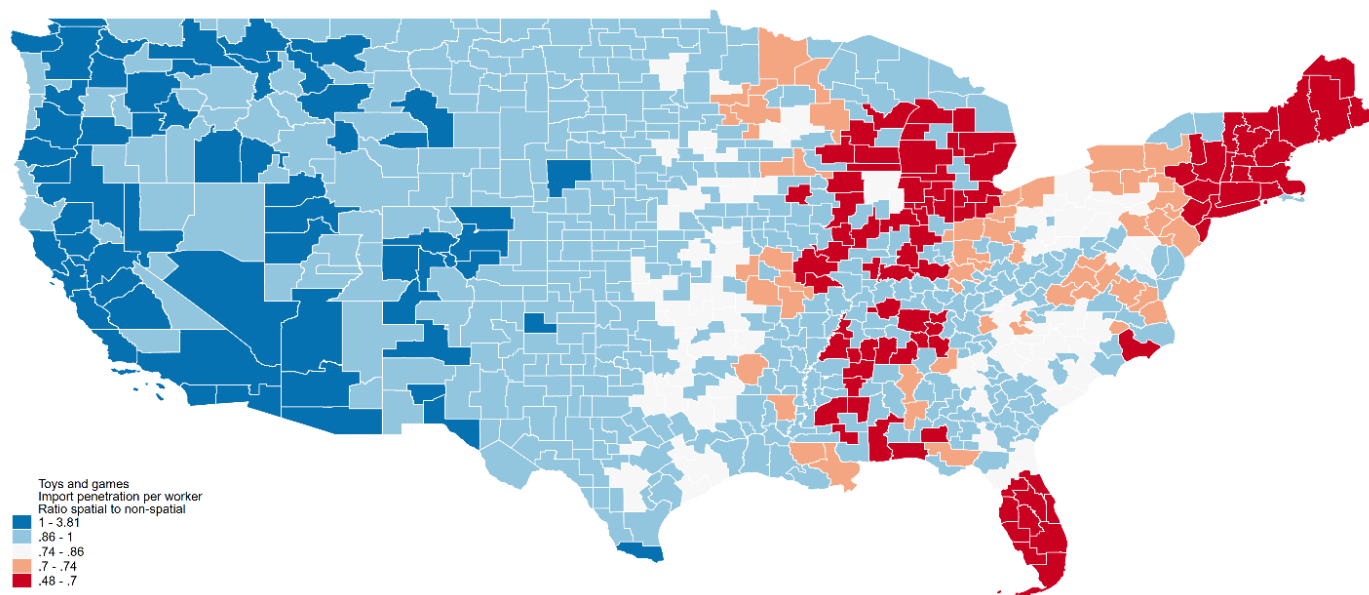 Toys and games
Import penetration per worker
Ratio spatial to non-spatial
1 - 3.81
.86 - 1
.74 - .86
.7 - .74
.48 - .7